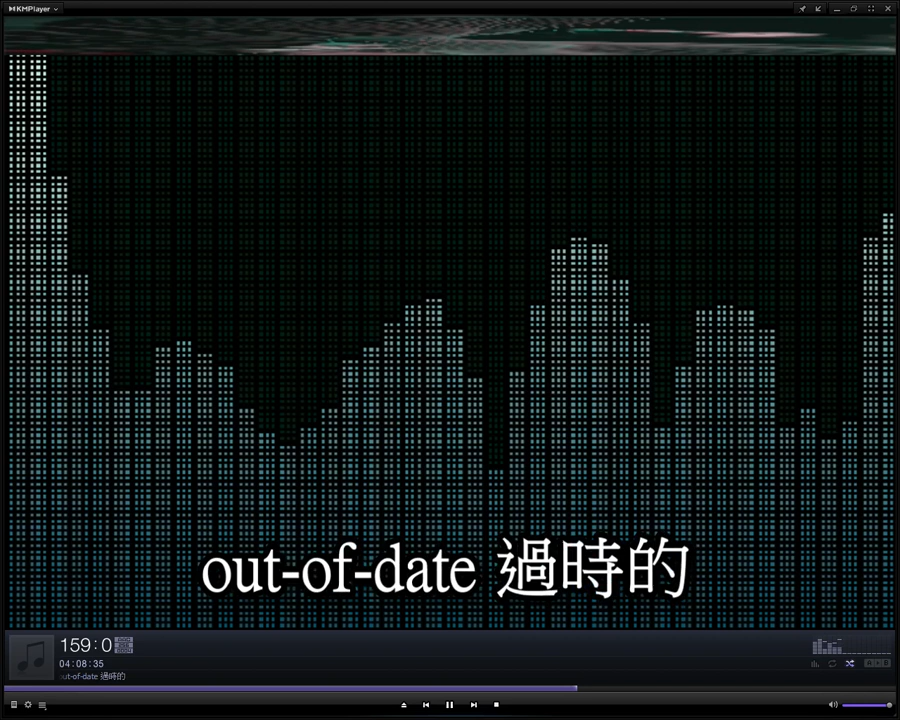 KMPlayer
out-of-date 過時的
159:0
04:08:35
out-of-date 過時的